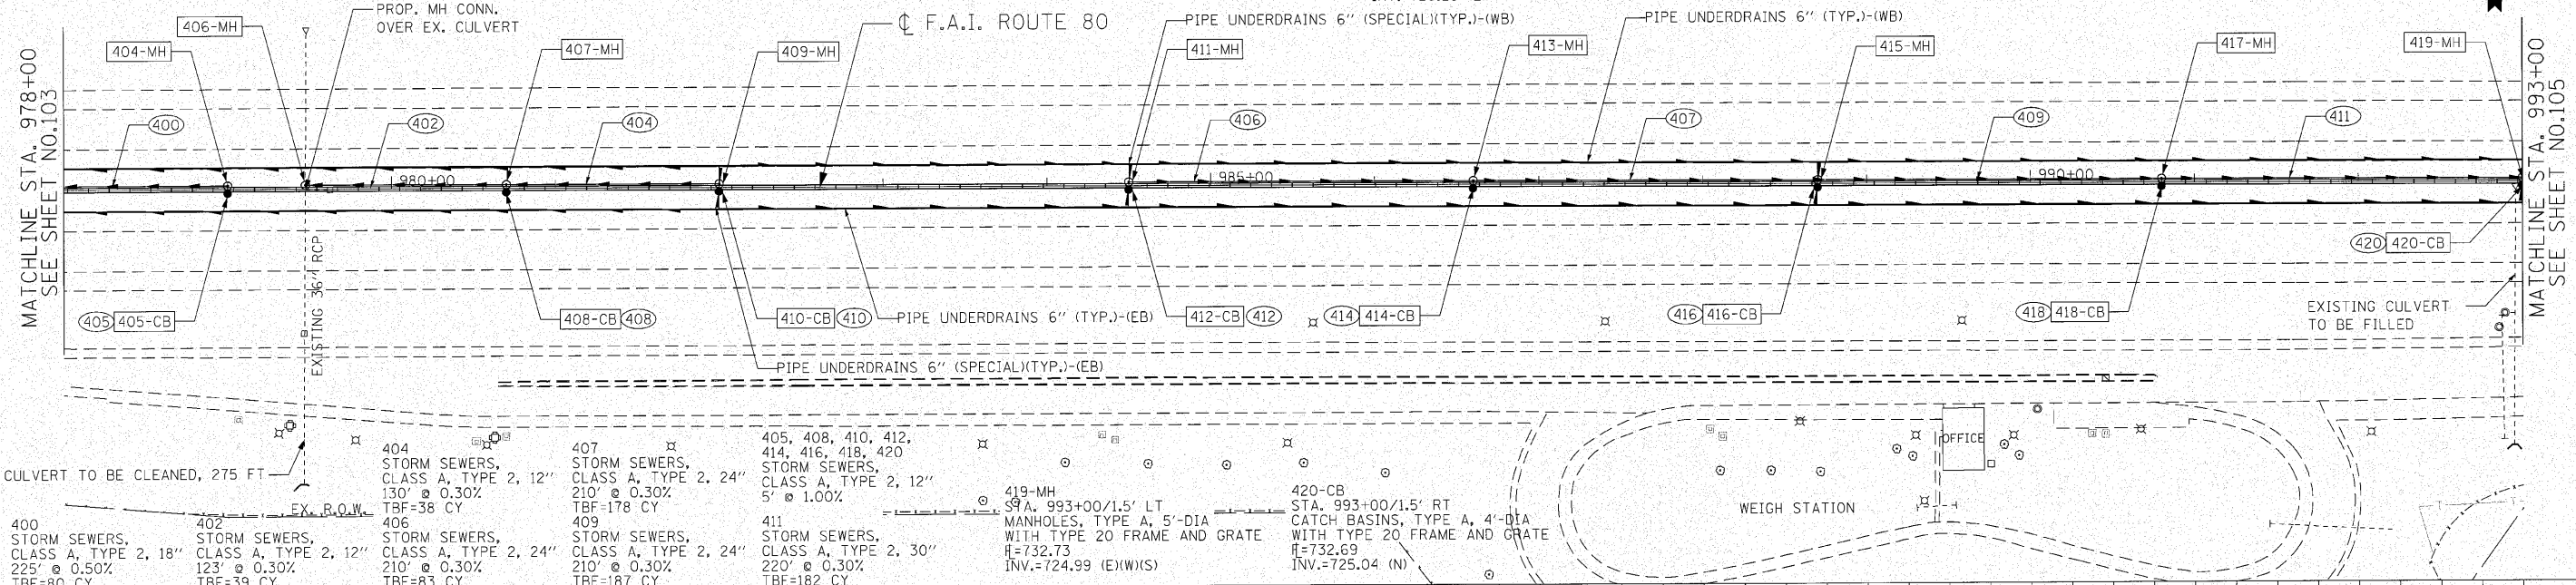 PROP. MH CONN.
OVER EX. CULVERT
406-MH
404-MH
407-MH
409-MH
℄ F.A.I. ROUTE 80
PIPE UNDERDRAINS 6" (SPECIAL)(TYP.)-(WB)
411-MH
PIPE UNDERDRAINS 6" (TYP.)-(WB)
413-MH
415-MH
417-MH
419-MH
MATCHLINE STA. 978+00
SEE SHEET NO.103
MATCHLINE STA. 993+00
SEE SHEET NO.105
400
402
404
406
407
409
411
980+00
985+00
990+00
EXISTING 36" RCP
405 405-CB
408-CB 408
410-CB 410
PIPE UNDERDRAINS 6" (TYP.)-(EB)
412-CB 412
414 414-CB
416 416-CB
418 418-CB
420 420-CB
EXISTING CULVERT
TO BE FILLED
PIPE UNDERDRAINS 6" (SPECIAL)(TYP.)-(EB)
CULVERT TO BE CLEANED, 275 FT
EX. R.O.W.
OFFICE
WEIGH STATION
400
STORM SEWERS,
CLASS A, TYPE 2, 18"
225' @ 0.50%
TBF=80 CY
402
STORM SEWERS,
CLASS A, TYPE 2, 12"
123' @ 0.30%
TBF=39 CY
404
STORM SEWERS,
CLASS A, TYPE 2, 12"
130' @ 0.30%
TBF=38 CY
406
STORM SEWERS,
CLASS A, TYPE 2, 24"
210' @ 0.30%
TBF=83 CY
407
STORM SEWERS,
CLASS A, TYPE 2, 24"
210' @ 0.30%
TBF=178 CY
409
STORM SEWERS,
CLASS A, TYPE 2, 24"
210' @ 0.30%
TBF=187 CY
405, 408, 410, 412,
414, 416, 418, 420
STORM SEWERS,
CLASS A, TYPE 2, 12"
5' @ 1.00%
411
STORM SEWERS,
CLASS A, TYPE 2, 30"
220' @ 0.30%
TBF=182 CY
419-MH
STA. 993+00/1.5' LT
MANHOLES, TYPE A, 5'-DIA
WITH TYPE 20 FRAME AND GRATE
℄=732.73
INV.=724.99 (E)(W)(S)
420-CB
STA. 993+00/1.5' RT
CATCH BASINS, TYPE A, 4'-DIA
WITH TYPE 20 FRAME AND GRATE
℄=732.69
INV.=725.04 (N)